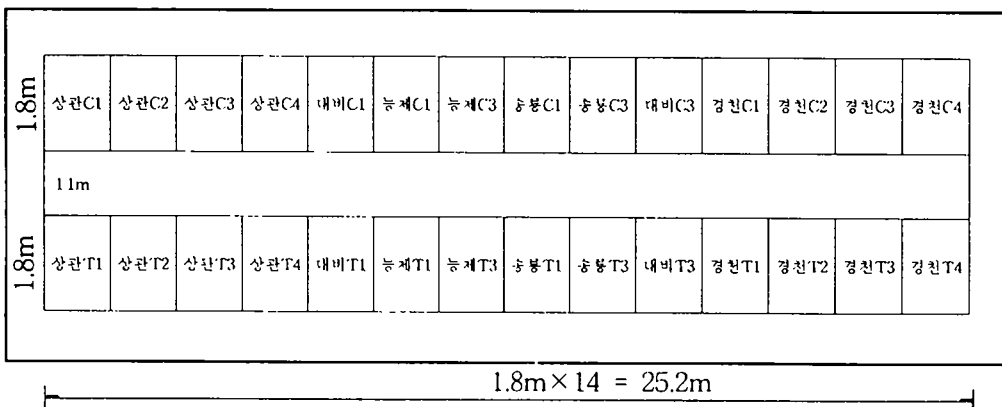 1.8m
상관C1 상관C2 상관C3 상관C4 대비C1 능제C1 능제C3 송봉C1 송봉C3 대비C3 경천C1 경천C2 경천C3 경천C4
11m
1.8m
상관T1 상관T2 상관T3 상관T4 대비T1 능제T1 능제T3 송봉T1 송봉T3 대비T3 경천T1 경천T2 경천T3 경천T4
1.8m×14 = 25.2m